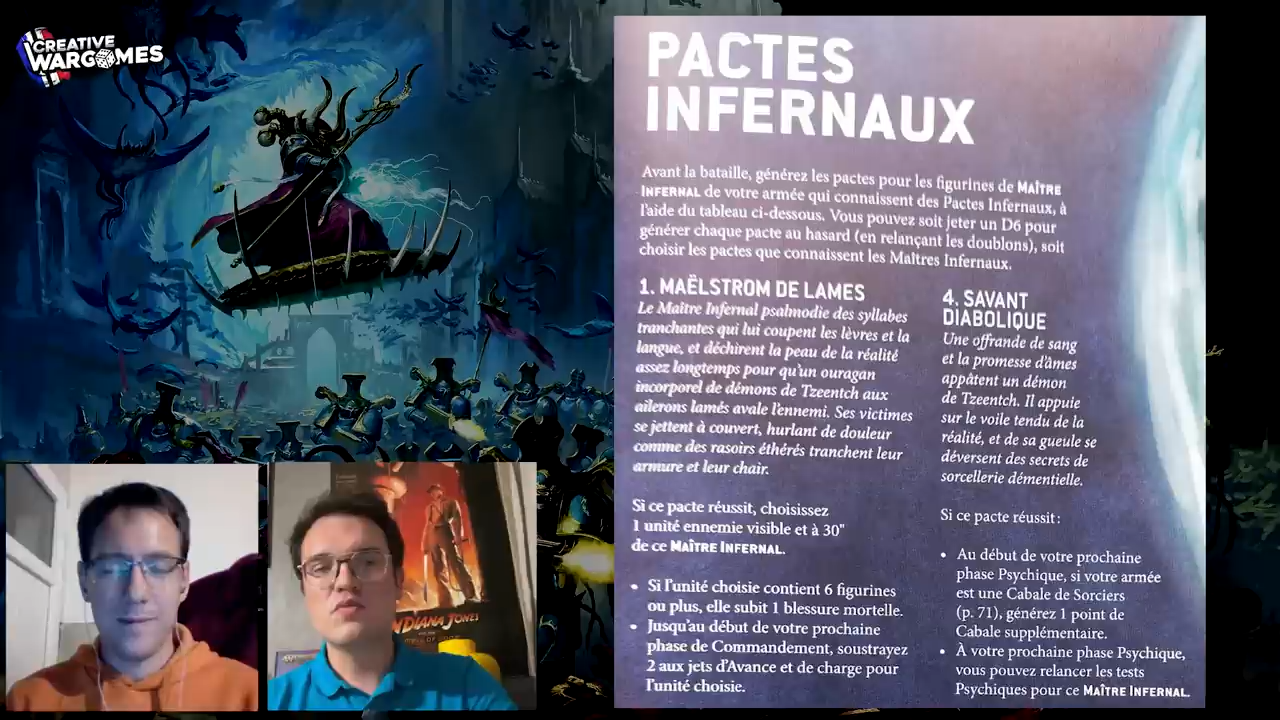 CREATIVE
WARGAMES
PACTES
INFERNAUX
Avant la bataille, générez les pactes pour les figurines de MAÎTRE
INFERNAL de votre armée qui connaissent des Pactes Infernaux, à
l'aide du tableau ci-dessous. Vous pouvez soit jeter un D6 pour
générer chaque pacte au hasard (en relançant les doublons), soit
choisir les pactes que connaissent les Maîtres Infernaux.
1. MAËLSTROM DE LAMES
Le Maître Infernal psalmodie des syllabes
tranchantes qui lui coupent les lèvres et la
langue, et déchirent la peau de la réalité
assez longtemps pour qu'un ouragan
incorporel de démons de Tzeentch aux
ailerons lamés avale l'ennemi. Ses victimes
se jettent à couvert, hurlant de douleur
comme des rasoirs éthérés tranchent leur
armure et leur chair.
Si ce pacte réussit, choisissez
1 unité ennemie visible et à 30"
de ce MAÎTRE INFERNAL.
• Si l'unité choisie contient 6 figurines
ou plus, elle subit 1 blessure mortelle.
• Jusqu'au début de votre prochaine
phase de Commandement, soustrayez
2 aux jets d'Avance et de charge pour
l'unité choisie.
4. SAVANT
DIABOLIQUE
Une offrande de sang
et la promesse d'âmes
appâtent un démon
de Tzeentch. Il appuie
sur le voile tendu de la
réalité, et de sa gueule se
déversent des secrets de
sorcellerie démentielle.
Si ce pacte réussit :
• Au début de votre prochaine
phase Psychique, si votre armée
est une Cabale de Sorciers
(p. 71), générez 1 point de
Cabale supplémentaire.
• À votre prochaine phase Psychique,
vous pouvez relancer les tests
Psychiques pour ce MAÎTRE INFERNAL.
INDIANA JONES